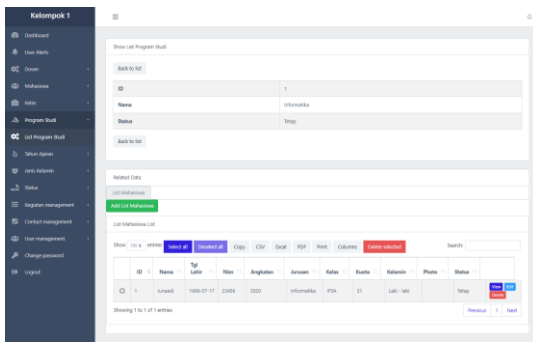 Kelompok 1
Dashboard
User Alerts
Dosen
Mahasiswa
Kelas
Program Studi
List Program Studi
Tahun Ajaran
Jenis Kelamin
Status
Register management
Contact management
User management
Change password
Logout
Show List Program Studi
Back to list
ID 1
Nama Informatika
Status Tetap
Back to list
Related Data
List Mahasiswa
Add List Mahasiswa
List Mahasiswa List
Show entries Select all Deselect all Copy CSV Excel PDF Print Columns Delete selected Search:
ID Nama Tgl Lahir Nim Angkatan Jurusan Kelas Kuota Kelamin Photo Status
1 Junaedi 1998-07-17 22456 2020 Informatika IF3A 31 Laki - laki Tetap View Edit
Delete
Showing 1 to 1 of 1 entries Previous 1 Next